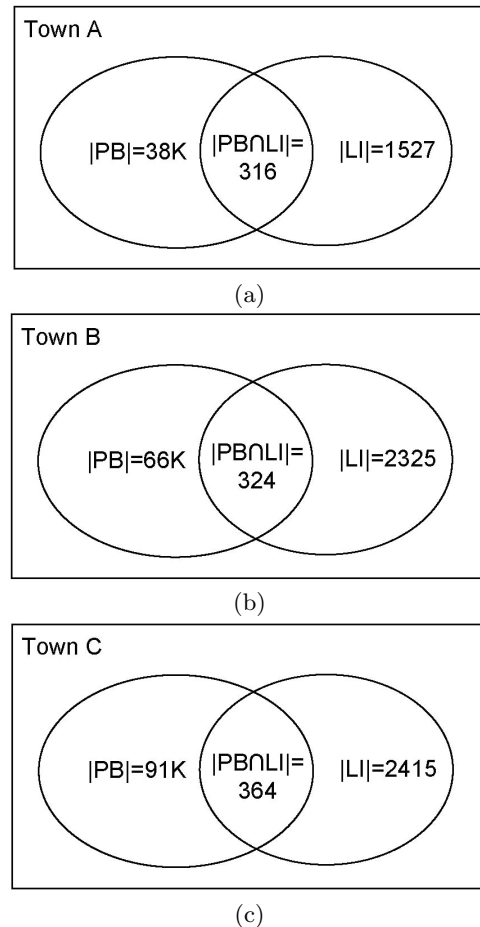 Town A
|PB|=38K |PB∩LI|= |LI|=1527
316
(a)
Town B
|PB|=66K |PB∩LI|= |LI|=2325
324
(b)
Town C
|PB|=91K |PB∩LI|= |LI|=2415
364
(c)